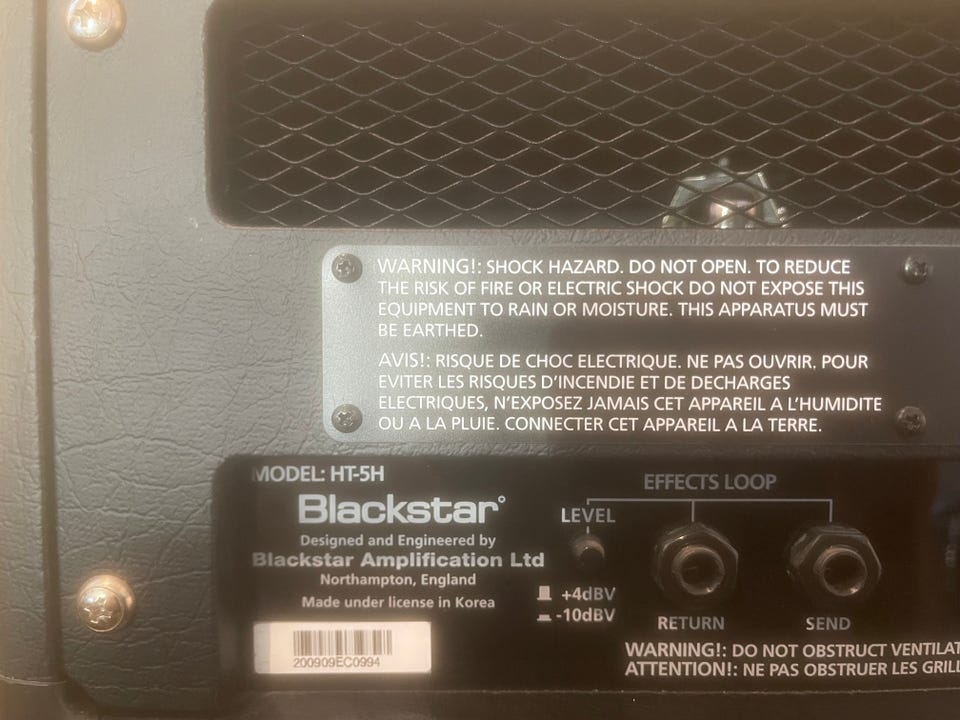 WARNING!: SHOCK HAZARD. DO NOT OPEN. TO REDUCE
THE RISK OF FIRE OR ELECTRIC SHOCK DO NOT EXPOSE THIS
EQUIPMENT TO RAIN OR MOISTURE. THIS APPARATUS MUST
BE EARTHED.
AVIS!: RISQUE DE CHOC ELECTRIQUE. NE PAS OUVRIR. POUR
EVITER LES RISQUES D'INCENDIE ET DE DECHARGES
ELECTRIQUES, N'EXPOSEZ JAMAIS CET APPAREIL A L'HUMIDITE
OU A LA PLUIE. CONNECTER CET APPAREIL A LA TERRE.
MODEL: HT-5H
Blackstar
Designed and Engineered by
Blackstar Amplification Ltd
Northampton, England
Made under license in Korea
200909EC0994
EFFECTS LOOP
LEVEL
+4dBV
-10dBV
RETURN
SEND
WARNING!: DO NOT OBSTRUCT VENTILAT
ATTENTION!: NE PAS OBSTRUER LES GRILL